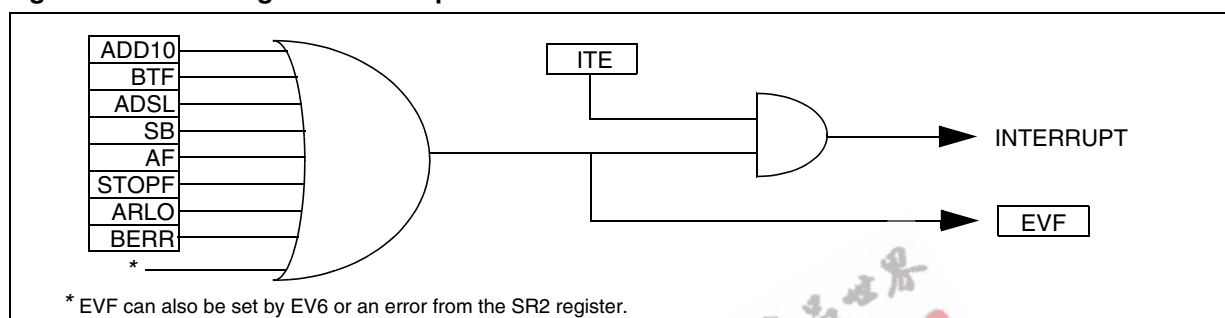 ADD10
BTF
ADSL
SB
AF
STOPF
ARLO
BERR
*
ITE
INTERRUPT
EVF
* EVF can also be set by EV6 or an error from the SR2 register.